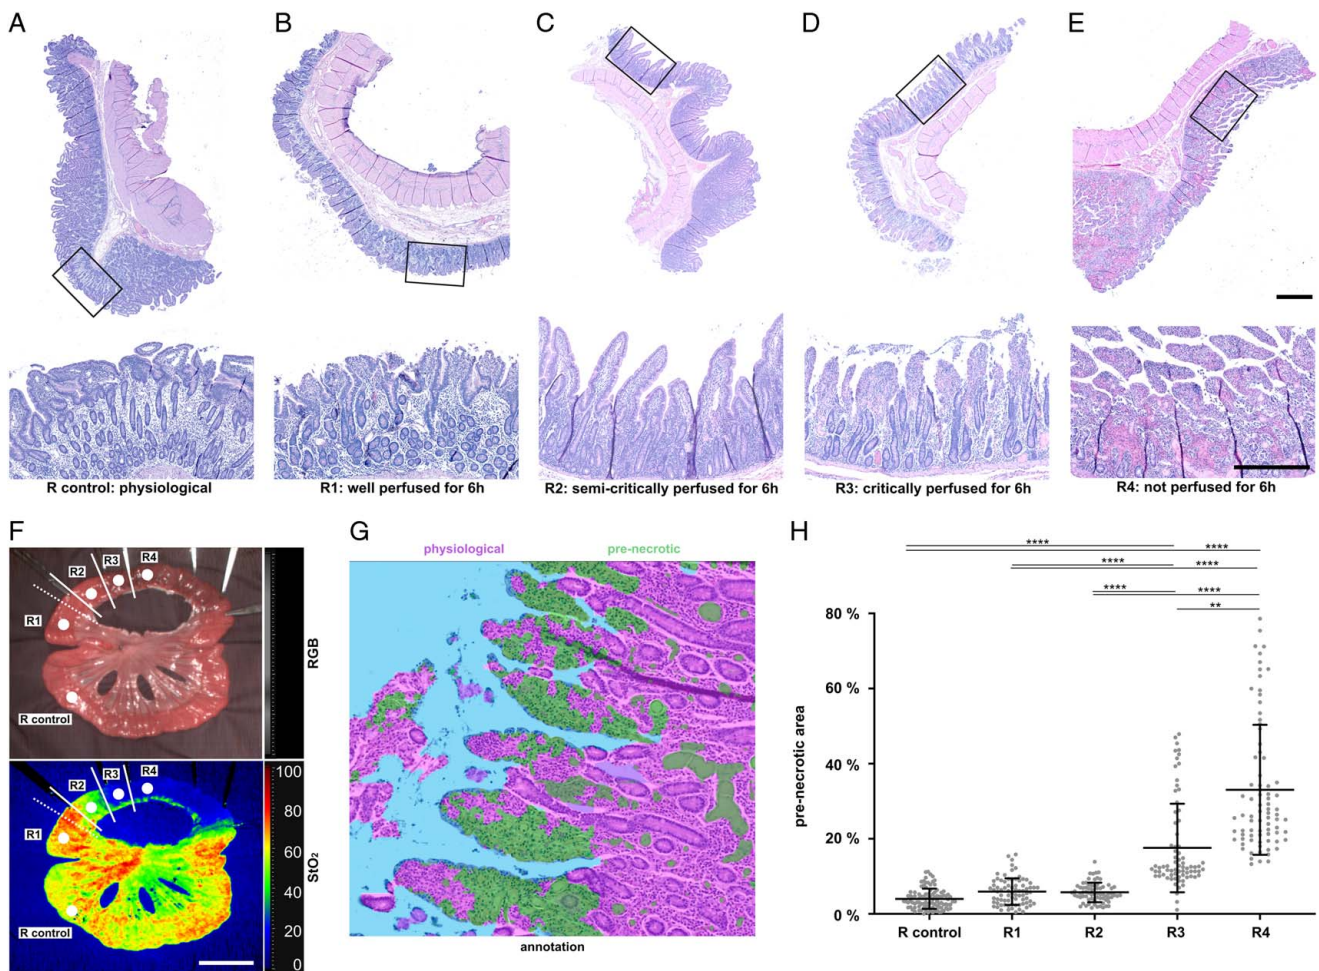 A
B
C
D
E
R control: physiological
R1: well perfused for 6h
R2: semi-critically perfused for 6h
R3: critically perfused for 6h
R4: not perfused for 6h
F
R1
R2
R3
R4
R control
RGB
R1
R2
R3
R4
R control
100
80
60
40
20
0
StO₂
G
physiological
pre-necrotic
annotation
H
****
****
****
****
****
****
**
80 %
60 %
40 %
20 %
0 %
pre-necrotic area
R control
R1
R2
R3
R4